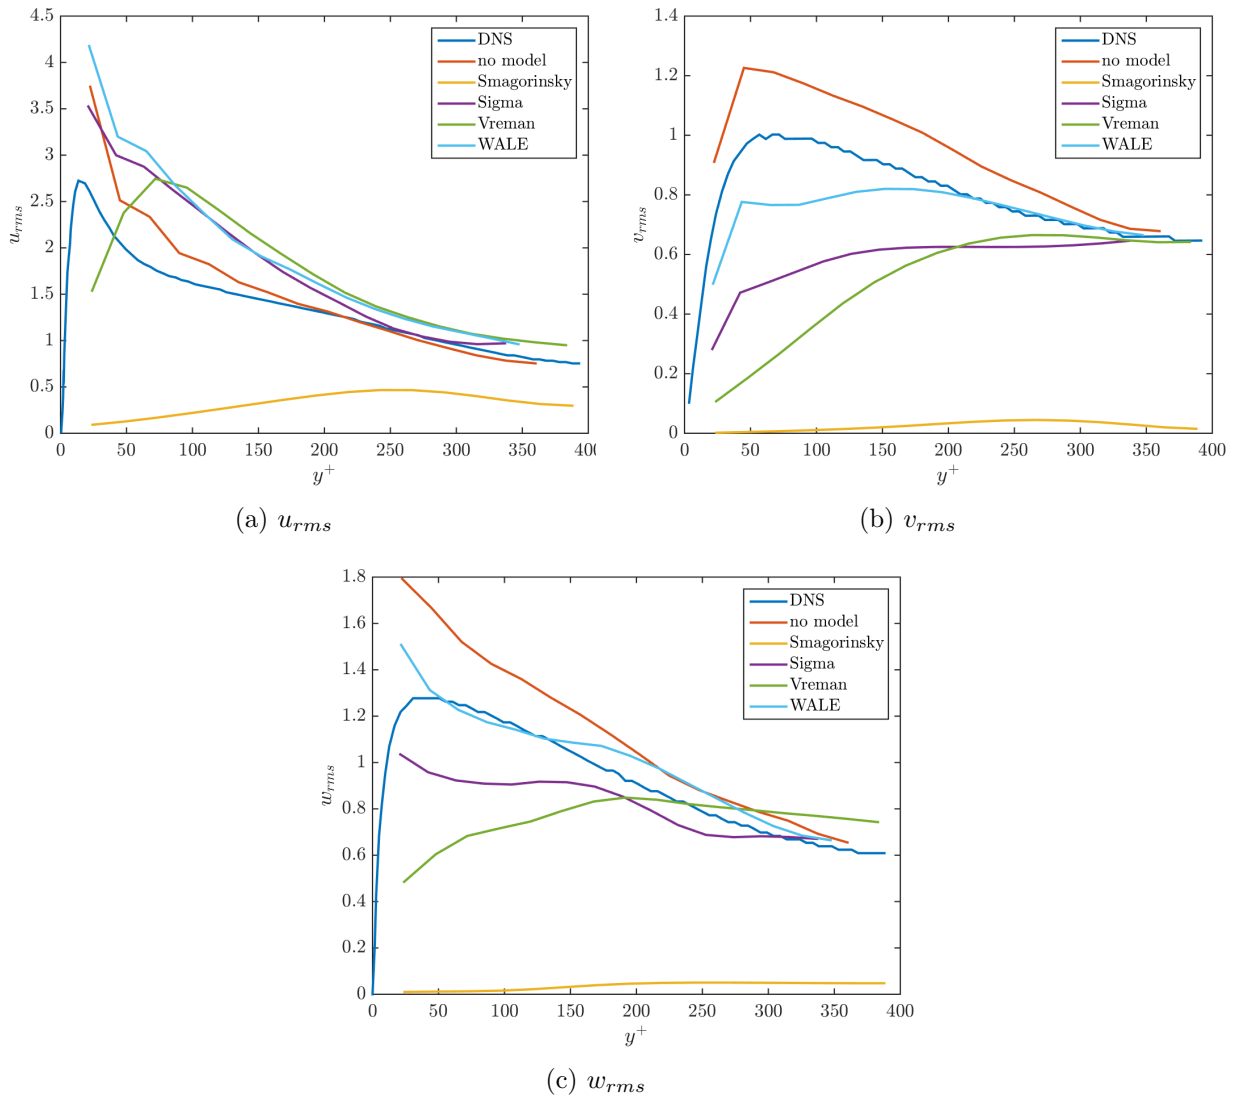 4.5
4
3.5
3
2.5
2
1.5
1
0.5
0
u_rms
0 50 100 150 200 250 300 350 400
y^+
DNS
no model
Smagorinsky
Sigma
Vreman
WALE
(a) u_rms
1.4
1.2
1
0.8
0.6
0.4
0.2
0
v_rms
0 50 100 150 200 250 300 350 400
y^+
DNS
no model
Smagorinsky
Sigma
Vreman
WALE
(b) v_rms
1.8
1.6
1.4
1.2
1
0.8
0.6
0.4
0.2
0
w_rms
0 50 100 150 200 250 300 350 400
y^+
DNS
no model
Smagorinsky
Sigma
Vreman
WALE
(c) w_rms